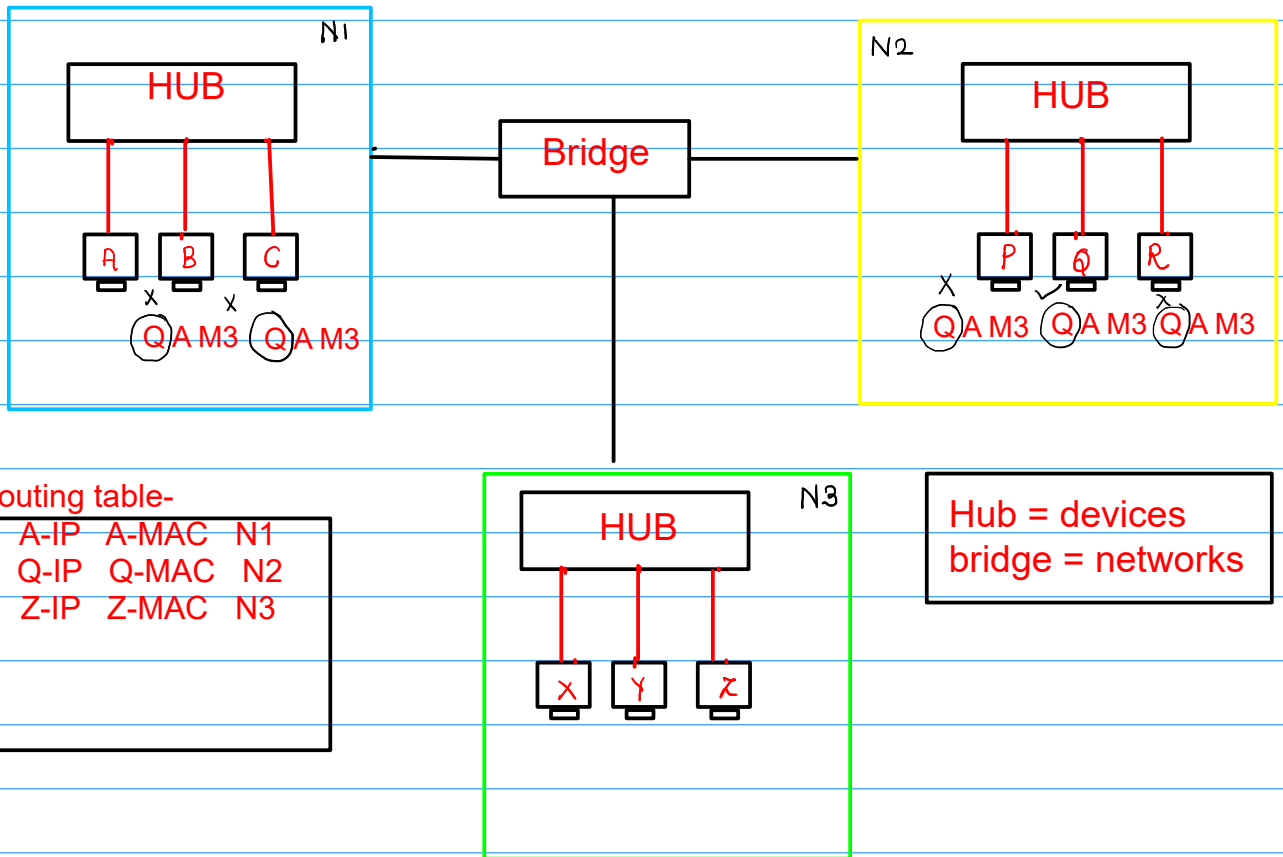 N1
HUB
A B C
x x
Q A M3 Q A M3
Bridge
N2
HUB
P Q R
X ✓ x
Q A M3 Q A M3 Q A M3
outing table-
A-IP A-MAC N1
Q-IP Q-MAC N2
Z-IP Z-MAC N3
N3
HUB
X Y Z
Hub = devices
bridge = networks